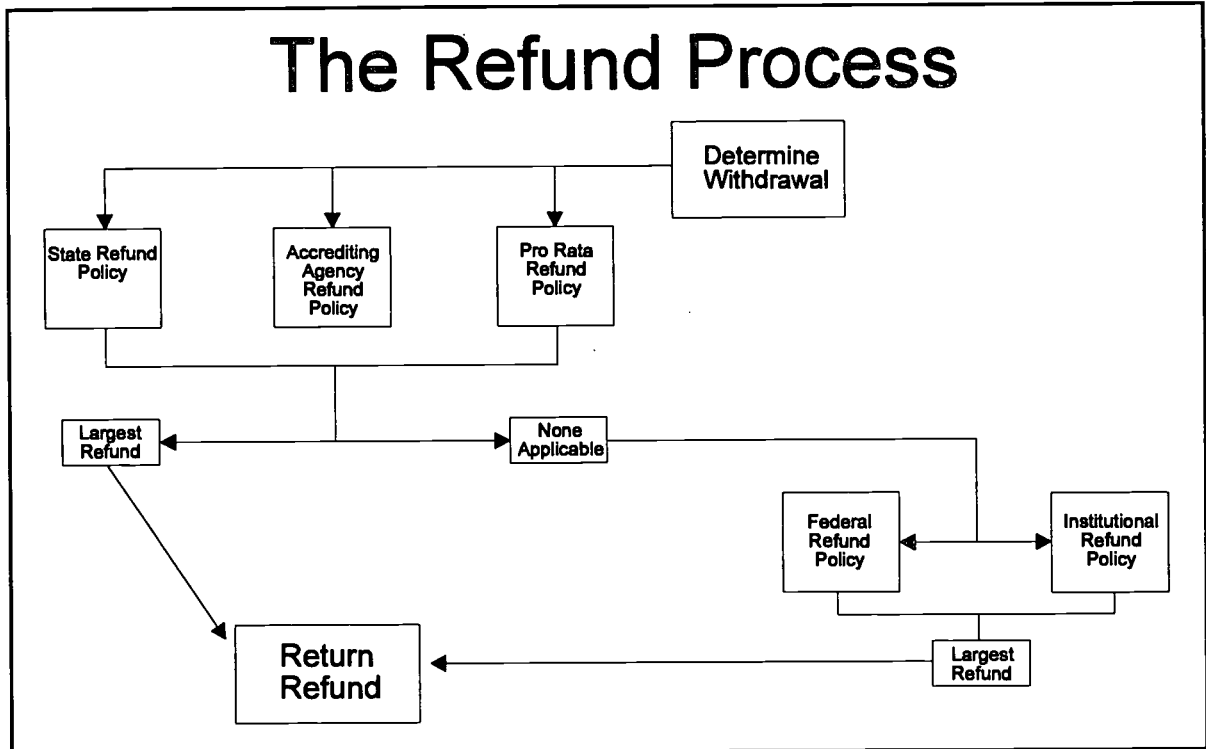 The Refund Process
Determine
Withdrawal
State Refund
Policy
Accrediting
Agency
Refund
Policy
Pro Rata
Refund
Policy
Largest
Refund
None
Applicable
Federal
Refund
Policy
Institutional
Refund
Policy
Return
Refund
Largest
Refund